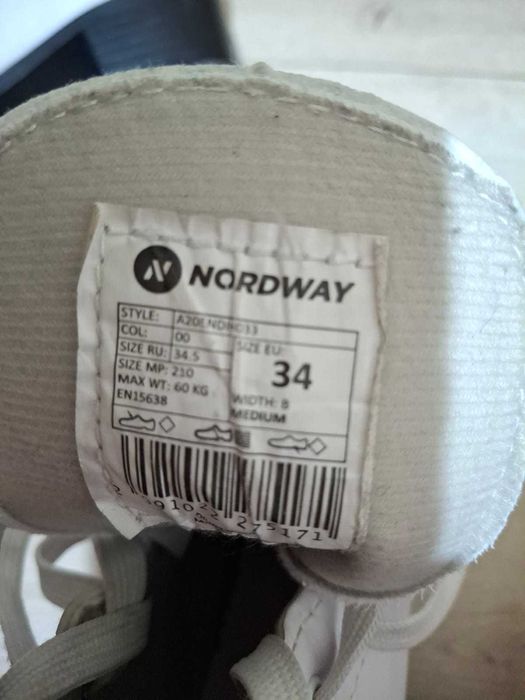 N NORDWAY
STYLE:
COL: 00
SIZE RU: 34.5 SIZE EU:
SIZE MP: 210 34
MAX WT: 60 KG WIDTH: B
EN15638 MEDIUM
275171